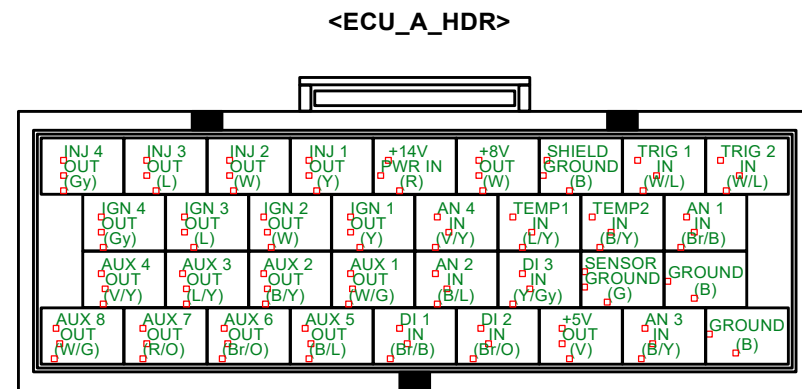 <ECU_A_HDR>
INJ 4 OUT (Gy)
INJ 3 OUT (L)
INJ 2 OUT (W)
INJ 1 OUT (Y)
+14V PWR IN (R)
+8V OUT (W)
SHIELD GROUND (B)
TRIG 1 IN (W/L)
TRIG 2 IN (W/L)
IGN 4 OUT (Gy)
IGN 3 OUT (L)
IGN 2 OUT (W)
IGN 1 OUT (Y)
AN 4 IN (V/Y)
TEMP1 IN (L/Y)
TEMP2 IN (B/Y)
AN 1 IN (Br/B)
AUX 4 OUT (V/Y)
AUX 3 OUT (L/Y)
AUX 2 OUT (B/Y)
AUX 1 OUT (W/G)
AN 2 IN (B/L)
DI 3 IN (Y/Gy)
SENSOR GROUND (G)
GROUND (B)
AUX 8 OUT (W/G)
AUX 7 OUT (R/O)
AUX 6 OUT (Br/O)
AUX 5 OUT (B/L)
DI 1 IN (Br/B)
DI 2 IN (Br/O)
+5V OUT (V)
AN 3 IN (B/Y)
GROUND (B)